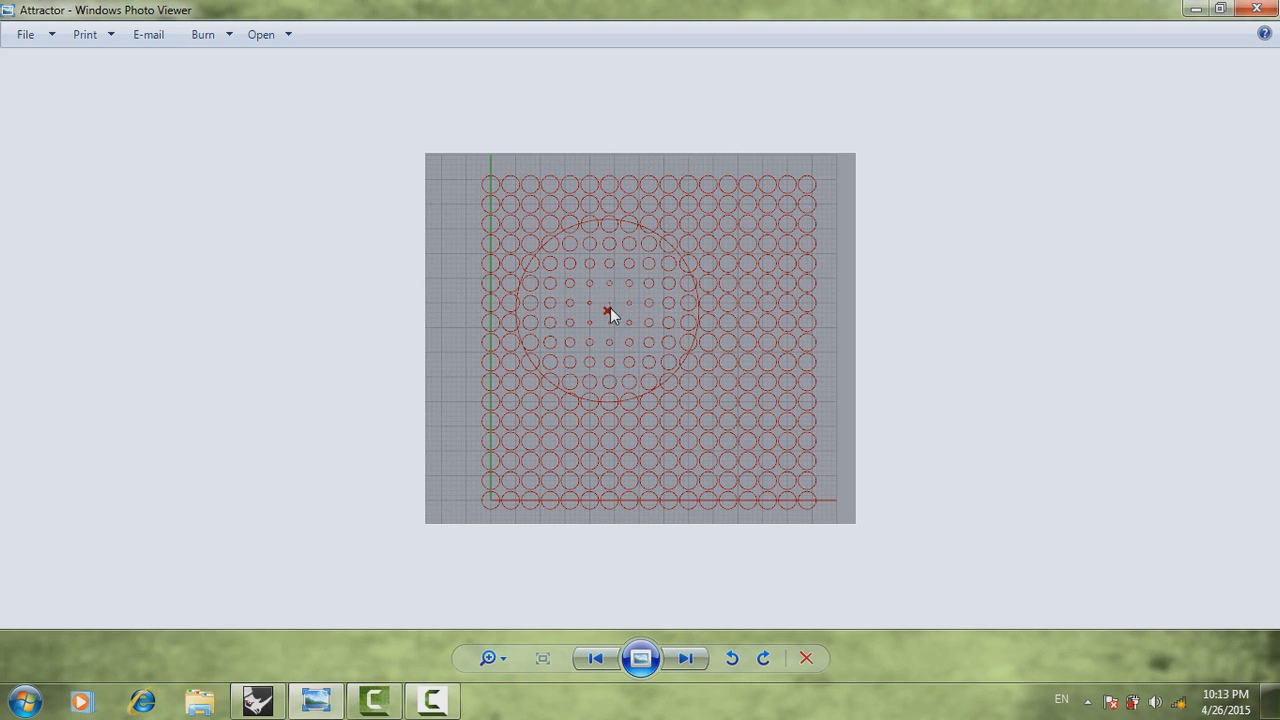 Attractor - Windows Photo Viewer
File Print E-mail Burn Open
EN
10:13 PM
4/26/2015